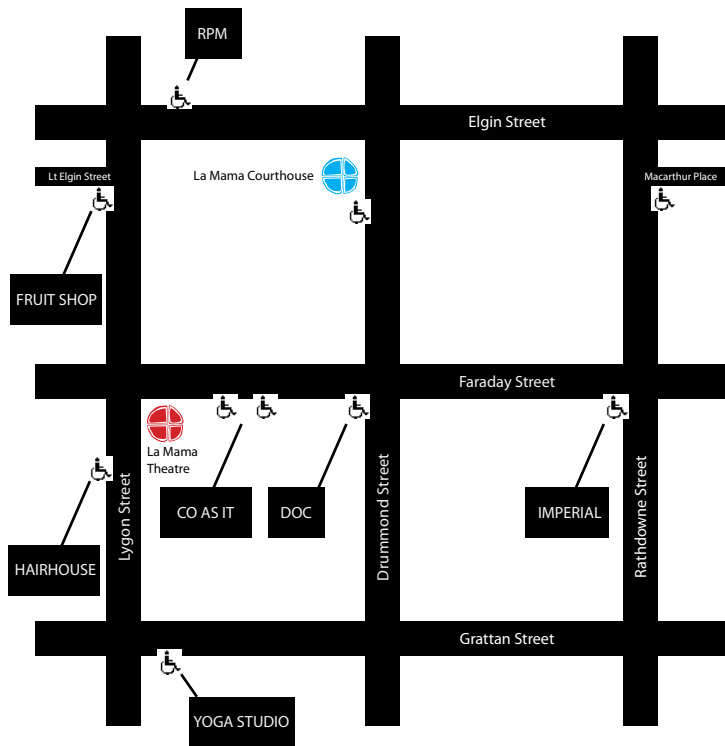 RPM
Elgin Street
Lt Elgin Street
La Mama Courthouse
Macarthur Place
FRUIT SHOP
Faraday Street
La Mama
Theatre
Lygon Street
CO AS IT
DOC
Drummond Street
IMPERIAL
Rathdowne Street
HAIRHOUSE
Grattan Street
YOGA STUDIO